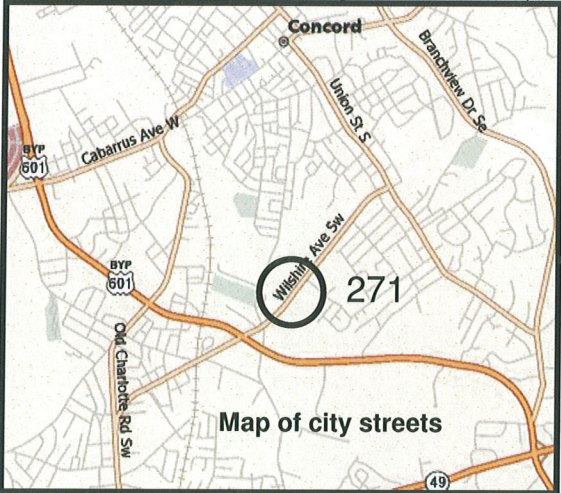 Concord
Branchview Dr Se
Union St S
Cabarrus Ave W
BYP
601
Wilshire Ave Sw
271
BYP
601
Old Charlotte Rd Sw
Map of city streets
49